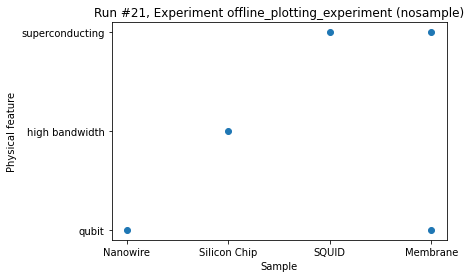 Run #21, Experiment offline_plotting_experiment (nosample)
superconducting
high bandwidth
qubit
Physical feature
Nanowire Silicon Chip SQUID Membrane
Sample